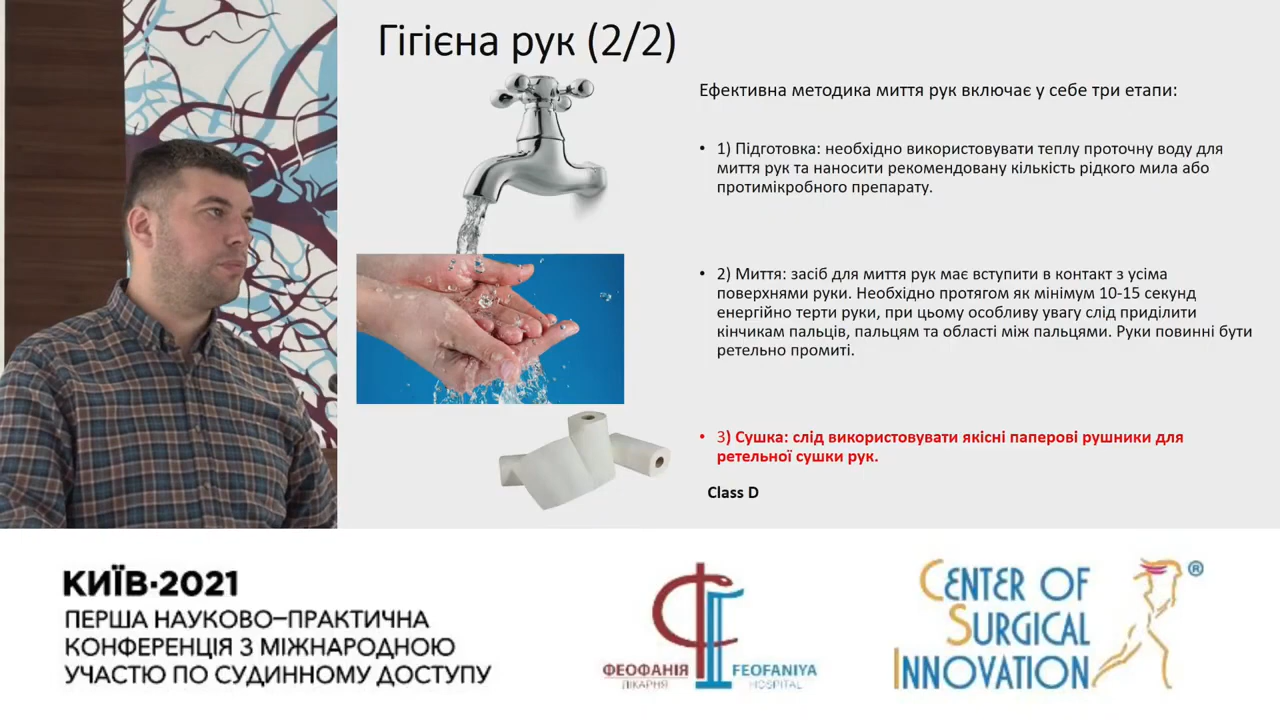 Гігієна рук (2/2)
Ефективна методика миття рук включає у себе три етапи:
• 1) Підготовка: необхідно використовувати теплу проточну воду для
миття рук та наносити рекомендовану кількість рідкого мила або
протимікробного препарату.
• 2) Миття: засіб для миття рук має вступити в контакт з усіма
поверхнями руки. Необхідно протягом як мінімум 10-15 секунд
енергійно терти руки, при цьому особливу увагу слід приділити
кінчикам пальців, пальцям та області між пальцями. Руки повинні бути
ретельно промиті.
• 3) Сушка: слід використовувати якісні паперові рушники для
ретельної сушки рук.
Class D
КИЇВ·2021
ПЕРША НАУКОВО–ПРАКТИЧНА
КОНФЕРЕНЦІЯ З МІЖНАРОДНОЮ
УЧАСТЮ ПО СУДИННОМУ ДОСТУПУ
ФЕОФАНІЯ
ЛІКАРНЯ
FEOFANIYA
HOSPITAL
CENTER OF
SURGICAL
INNOVATION
®